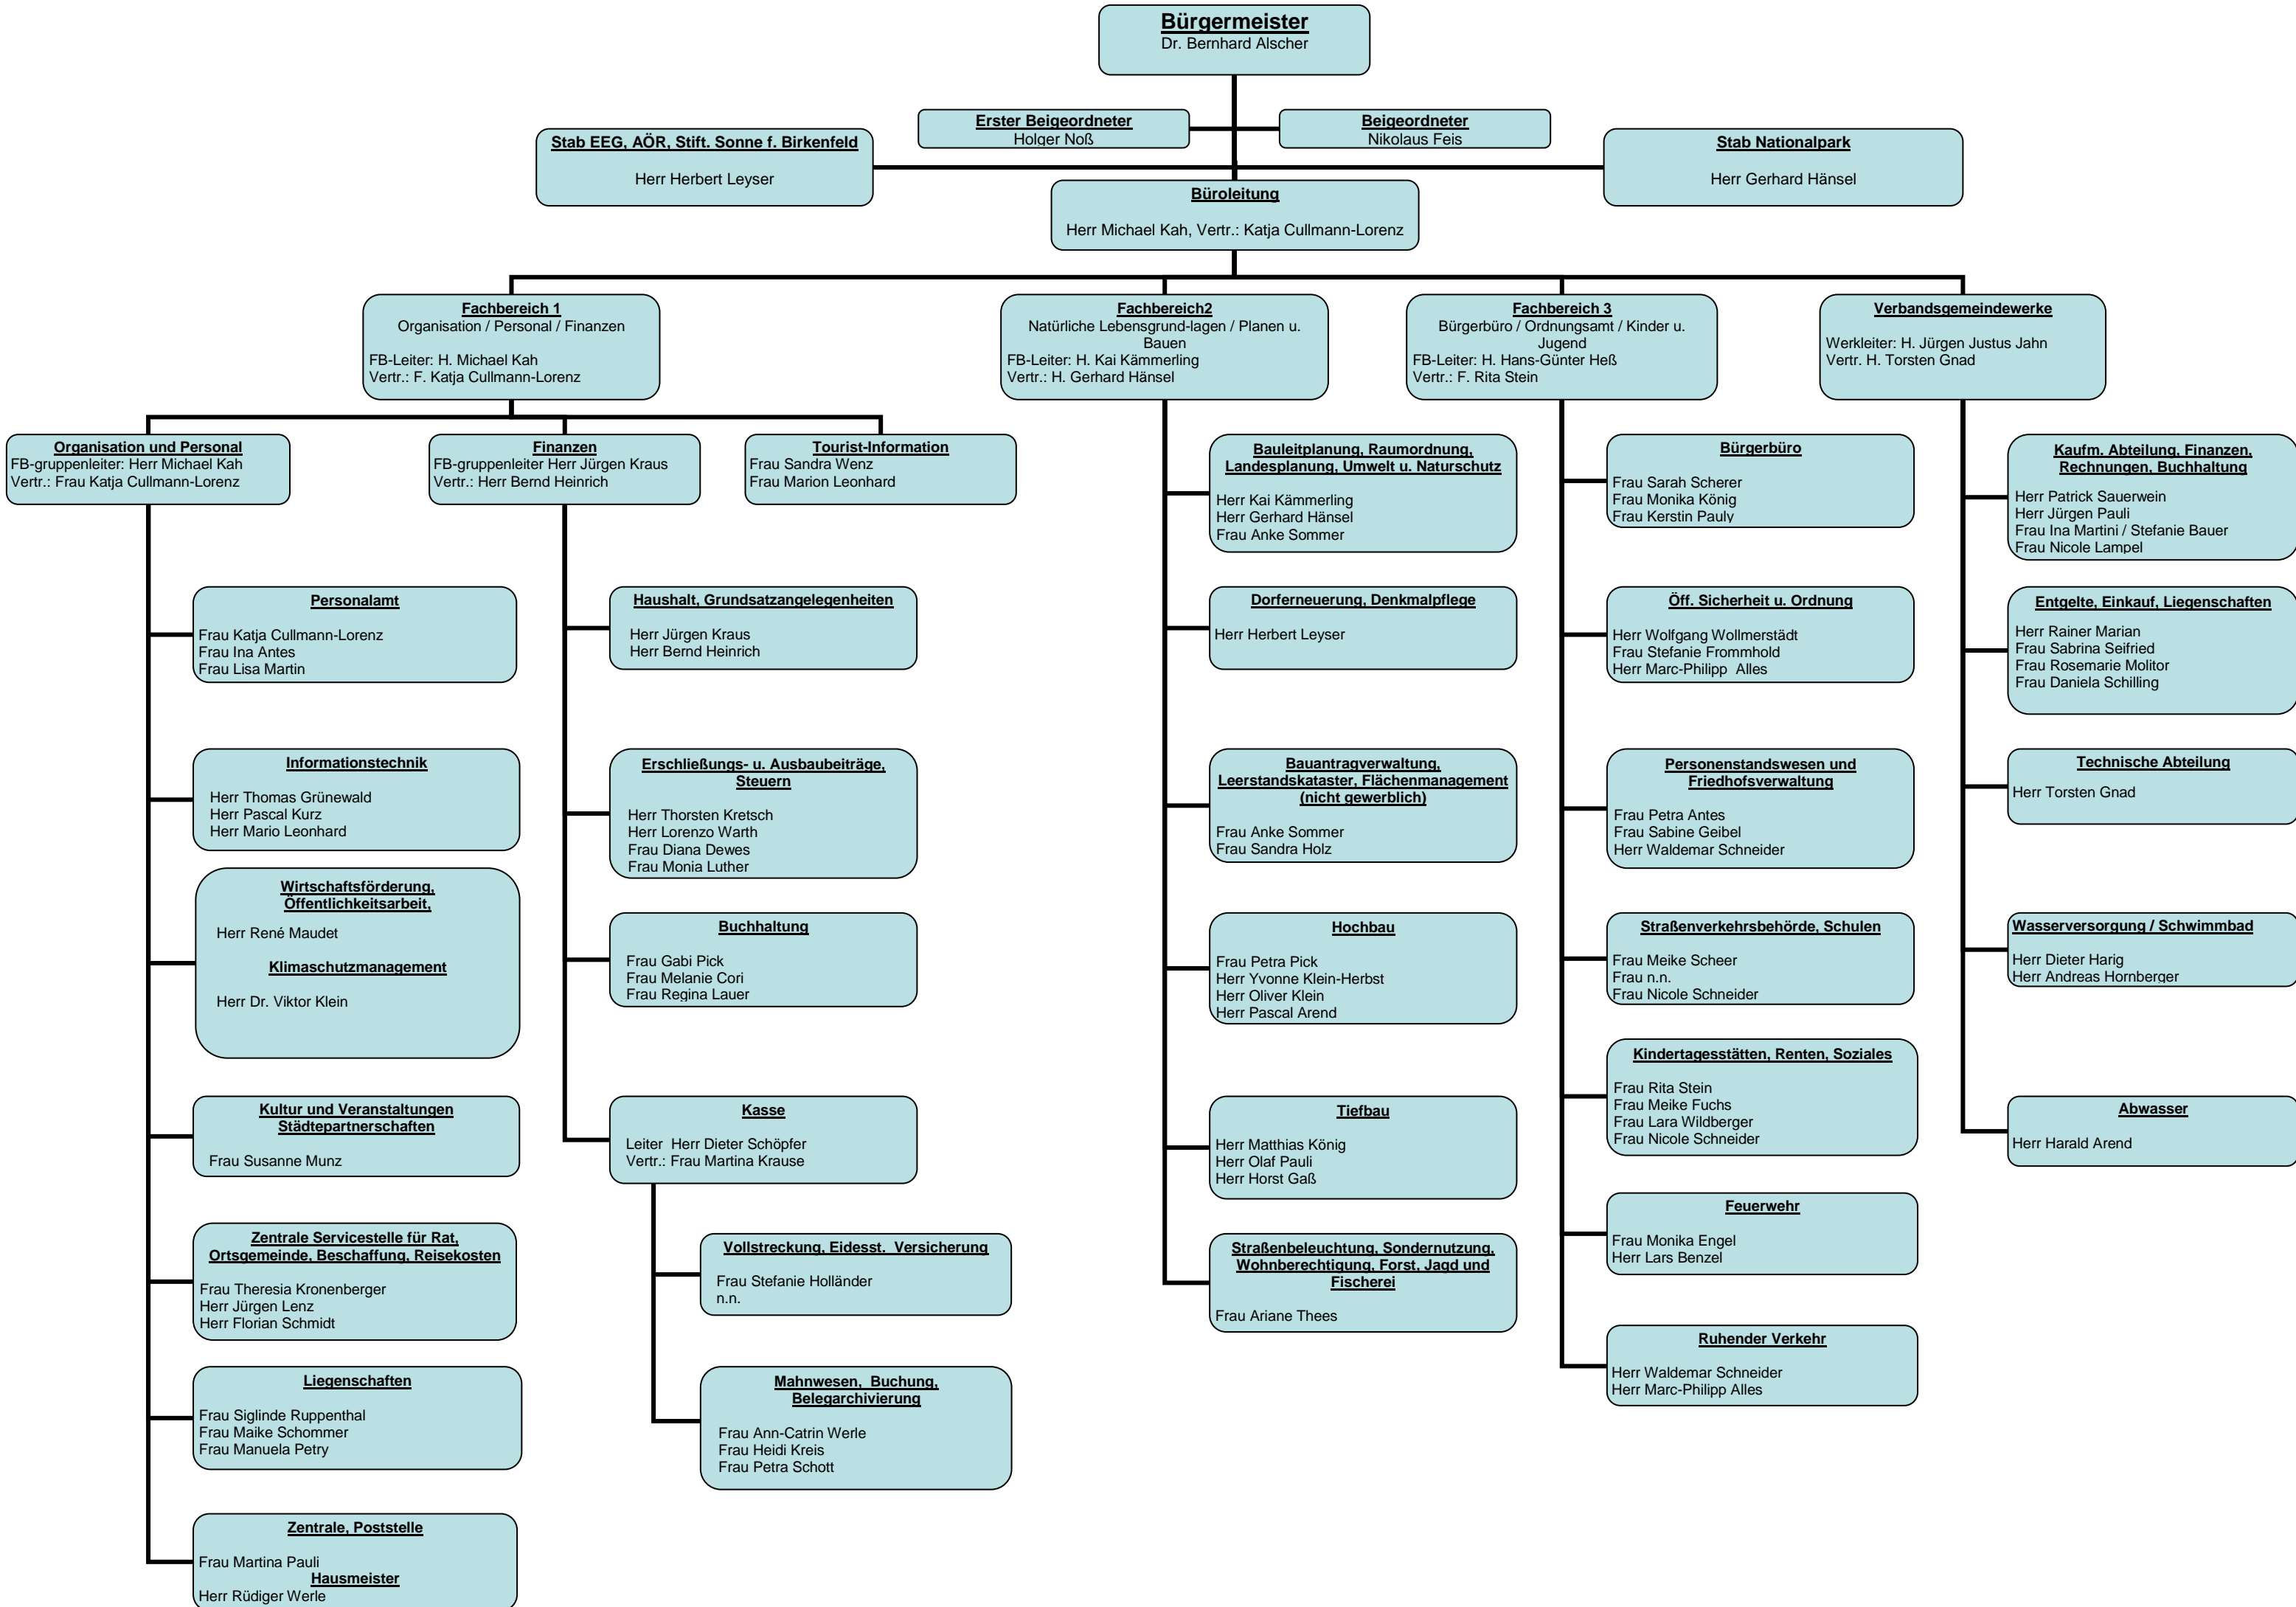 Bürgermeister
Dr. Bernhard Alscher
Erster Beigeordneter
Holger Noß
Beigeordneter
Nikolaus Feis
Stab EEG, AÖR, Stift. Sonne f. Birkenfeld
Herr Herbert Leyser
Stab Nationalpark
Herr Gerhard Hänsel
Büroleitung
Herr Michael Kah, Vertr.: Katja Cullmann-Lorenz
Fachbereich 1
Organisation / Personal / Finanzen
FB-Leiter: H. Michael Kah
Vertr.: F. Katja Cullmann-Lorenz
Fachbereich2
Natürliche Lebensgrund-lagen / Planen u.
Bauen
FB-Leiter: H. Kai Kämmerling
Vertr.: H. Gerhard Hänsel
Fachbereich 3
Bürgerbüro / Ordnungsamt / Kinder u.
Jugend
FB-Leiter: H. Hans-Günter Heß
Vertr.: F. Rita Stein
Verbandsgemeindewerke
Werkleiter: H. Jürgen Justus Jahn
Vertr. H. Torsten Gnad
Organisation und Personal
FB-gruppenleiter: Herr Michael Kah
Vertr.: Frau Katja Cullmann-Lorenz
Finanzen
FB-gruppenleiter Herr Jürgen Kraus
Vertr.: Herr Bernd Heinrich
Tourist-Information
Frau Sandra Wenz
Frau Marion Leonhard
Personalamt
Frau Katja Cullmann-Lorenz
Frau Ina Antes
Frau Lisa Martin
Informationstechnik
Herr Thomas Grünewald
Herr Pascal Kurz
Herr Mario Leonhard
Wirtschaftsförderung,
Öffentlichkeitsarbeit,
Herr René Maudet
Klimaschutzmanagement
Herr Dr. Viktor Klein
Kultur und Veranstaltungen
Städtepartnerschaften
Frau Susanne Munz
Zentrale Servicestelle für Rat,
Ortsgemeinde, Beschaffung, Reisekosten
Frau Theresia Kronenberger
Herr Jürgen Lenz
Herr Florian Schmidt
Liegenschaften
Frau Siglinde Ruppenthal
Frau Maike Schommer
Frau Manuela Petry
Zentrale, Poststelle
Frau Martina Pauli
Hausmeister
Herr Rüdiger Werle
Haushalt, Grundsatzangelegenheiten
Herr Jürgen Kraus
Herr Bernd Heinrich
Erschließungs- u. Ausbaubeiträge,
Steuern
Herr Thorsten Kretsch
Herr Lorenzo Warth
Frau Diana Dewes
Frau Monia Luther
Buchhaltung
Frau Gabi Pick
Frau Melanie Cori
Frau Regina Lauer
Kasse
Leiter Herr Dieter Schöpfer
Vertr.: Frau Martina Krause
Vollstreckung, Eidesst. Versicherung
Frau Stefanie Holländer
n.n.
Mahnwesen, Buchung,
Belegarchivierung
Frau Ann-Catrin Werle
Frau Heidi Kreis
Frau Petra Schott
Bauleitplanung, Raumordnung,
Landesplanung, Umwelt u. Naturschutz
Herr Kai Kämmerling
Herr Gerhard Hänsel
Frau Anke Sommer
Dorferneuerung, Denkmalpflege
Herr Herbert Leyser
Bauantragverwaltung,
Leerstandskataster, Flächenmanagement
(nicht gewerblich)
Frau Anke Sommer
Frau Sandra Holz
Hochbau
Frau Petra Pick
Herr Yvonne Klein-Herbst
Herr Oliver Klein
Herr Pascal Arend
Tiefbau
Herr Matthias König
Herr Olaf Pauli
Herr Horst Gaß
Straßenbeleuchtung, Sondernutzung,
Wohnberechtigung, Forst, Jagd und
Fischerei
Frau Ariane Thees
Bürgerbüro
Frau Sarah Scherer
Frau Monika König
Frau Kerstin Pauly
Öff. Sicherheit u. Ordnung
Herr Wolfgang Wollmerstädt
Frau Stefanie Frommhold
Herr Marc-Philipp Alles
Personenstandswesen und
Friedhofsverwaltung
Frau Petra Antes
Frau Sabine Geibel
Herr Waldemar Schneider
Straßenverkehrsbehörde, Schulen
Frau Meike Scheer
Frau n.n.
Frau Nicole Schneider
Kindertagesstätten, Renten, Soziales
Frau Rita Stein
Frau Meike Fuchs
Frau Lara Wildberger
Frau Nicole Schneider
Feuerwehr
Frau Monika Engel
Herr Lars Benzel
Ruhender Verkehr
Herr Waldemar Schneider
Herr Marc-Philipp Alles
Kaufm. Abteilung, Finanzen,
Rechnungen, Buchhaltung
Herr Patrick Sauerwein
Herr Jürgen Pauli
Frau Ina Martini / Stefanie Bauer
Frau Nicole Lampel
Entgelte, Einkauf, Liegenschaften
Herr Rainer Marian
Frau Sabrina Seifried
Frau Rosemarie Molitor
Frau Daniela Schilling
Technische Abteilung
Herr Torsten Gnad
Wasserversorgung / Schwimmbad
Herr Dieter Harig
Herr Andreas Hornberger
Abwasser
Herr Harald Arend